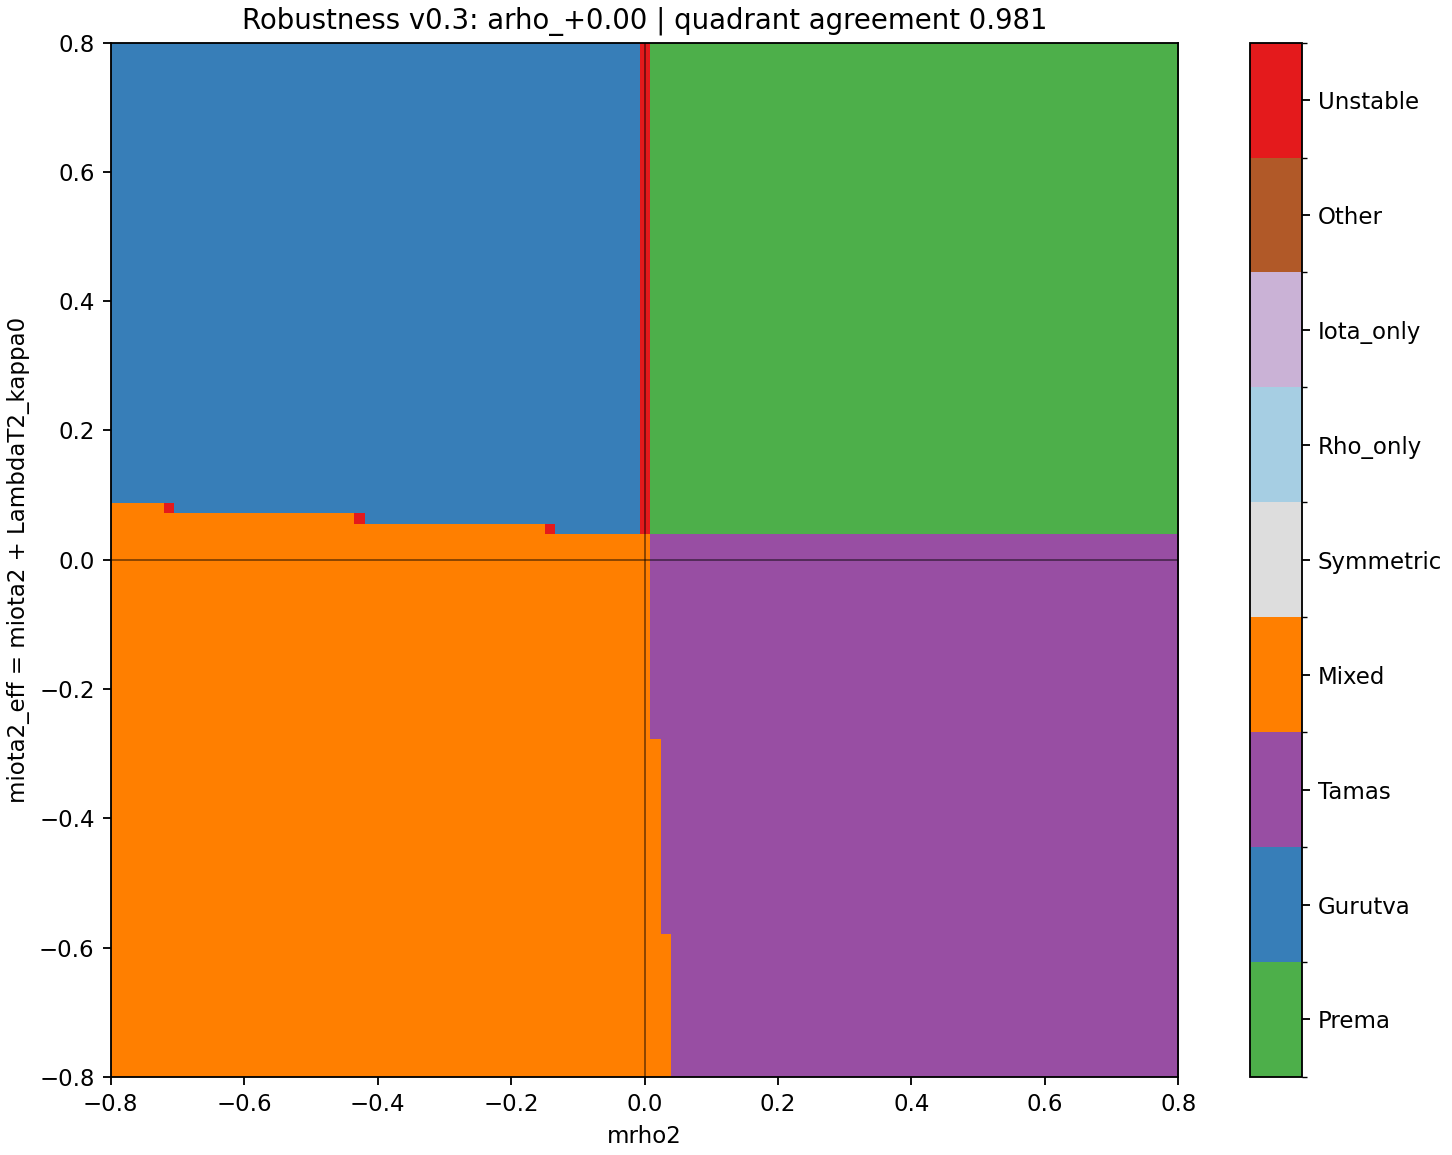 Robustness v0.3: arho_+0.00 | quadrant agreement 0.981
miota2_eff = miota2 + LambdaT2_kappa0
0.8
0.6
0.4
0.2
0.0
−0.2
−0.4
−0.6
−0.8
−0.8 −0.6 −0.4 −0.2 0.0 0.2 0.4 0.6 0.8
mrho2
Unstable
Other
Iota_only
Rho_only
Symmetric
Mixed
Tamas
Gurutva
Prema